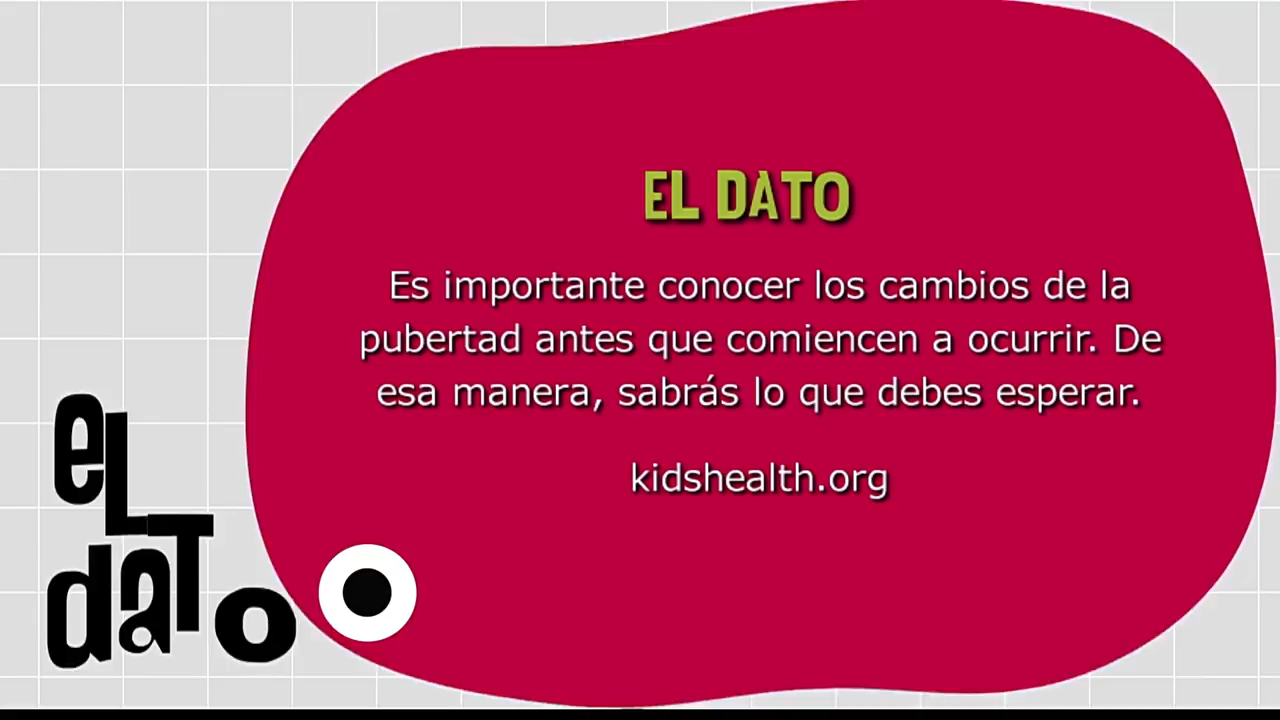 EL DATO
Es importante conocer los cambios de la
pubertad antes que comiencen a ocurrir. De
esa manera, sabrás lo que debes esperar.
kidshealth.org
eL
daTo